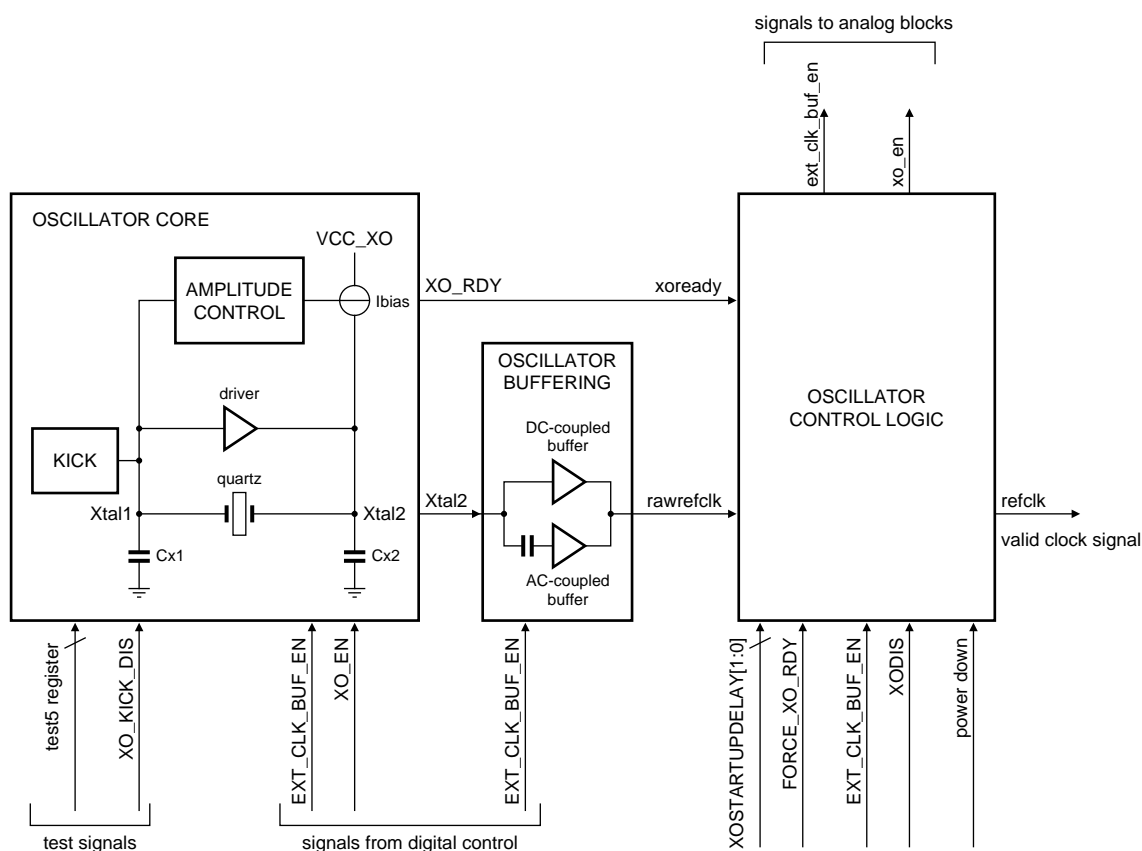 signals to analog blocks
ext_clk_buf_en
xo_en
OSCILLATOR CORE
VCC_XO
AMPLITUDE
CONTROL
Ibias
XO_RDY
xoready
driver
KICK
quartz
Xtal1
Xtal2
Cx1
Cx2
Xtal2
OSCILLATOR
BUFFERING
DC-coupled
buffer
AC-coupled
buffer
rawrefclk
OSCILLATOR
CONTROL LOGIC
refclk
valid clock signal
test5 register
XO_KICK_DIS
EXT_CLK_BUF_EN
XO_EN
EXT_CLK_BUF_EN
XOSTARTUPDELAY[1:0]
FORCE_XO_RDY
EXT_CLK_BUF_EN
XODIS
power down
test signals
signals from digital control